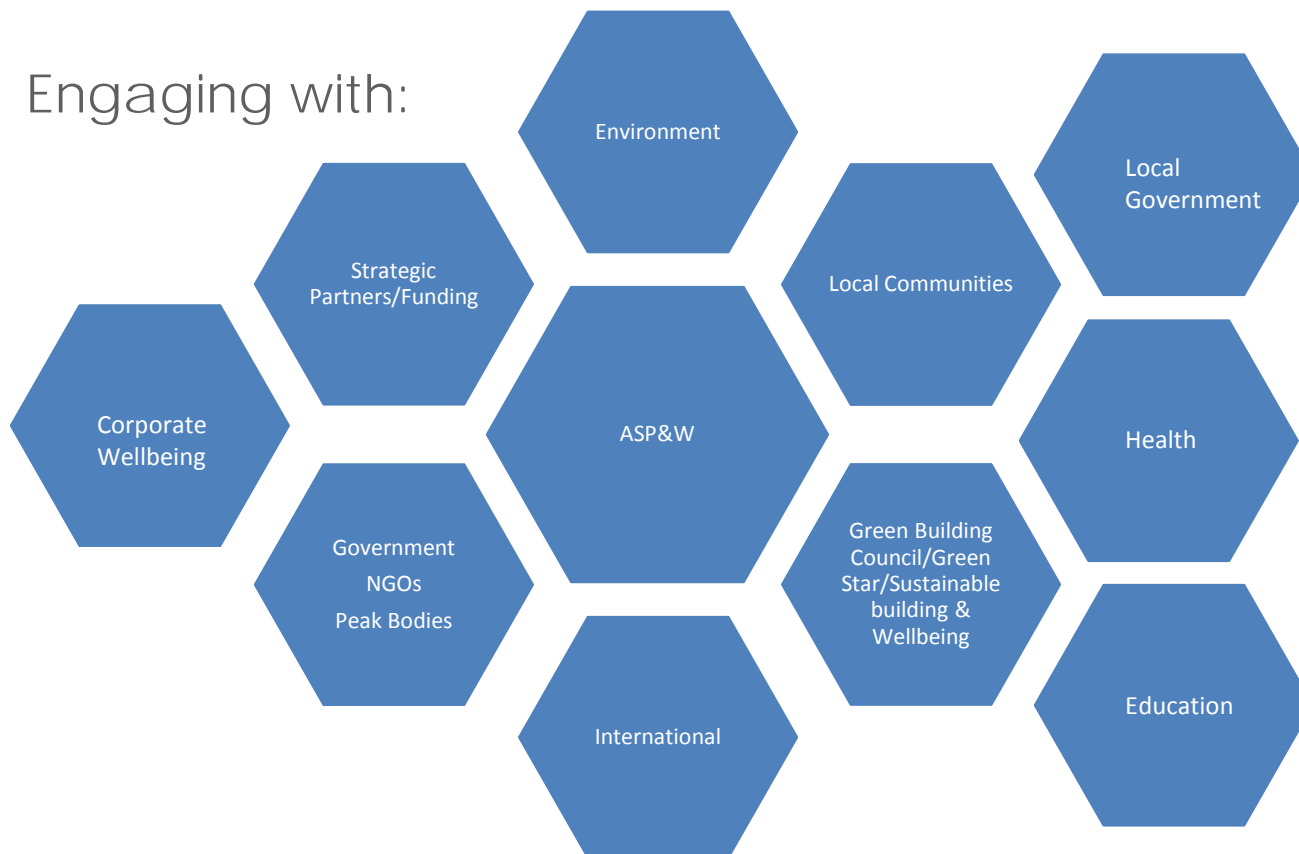 Engaging with:
Environment
Local
Government
Strategic
Partners/Funding
Local Communities
Corporate
Wellbeing
ASP&W
Health
Government
NGOs
Peak Bodies
Green Building
Council/Green
Star/Sustainable
building &
Wellbeing
International
Education